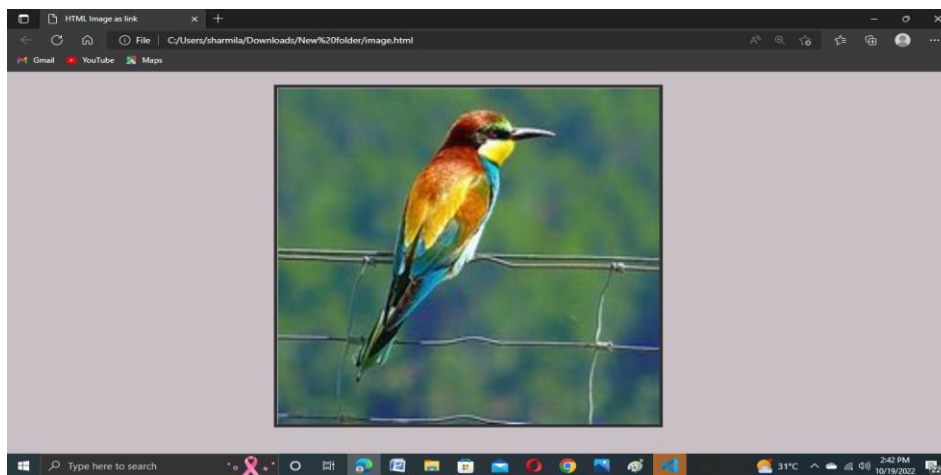 HTML Image as link
File | C:/Users/sharmila/Downloads/New%20folder/image.html
Gmail YouTube Maps
Type here to search
31°C 2:42 PM
10/19/2022